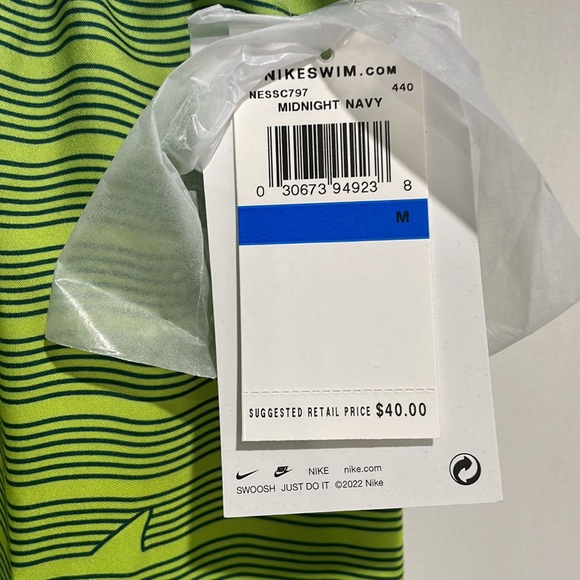 NIKESWIM.COM
NESSC797 440
MIDNIGHT NAVY
0 30673 94923 8
M
SUGGESTED RETAIL PRICE $40.00
NIKE nike.com
SWOOSH JUST DO IT ©2022 Nike